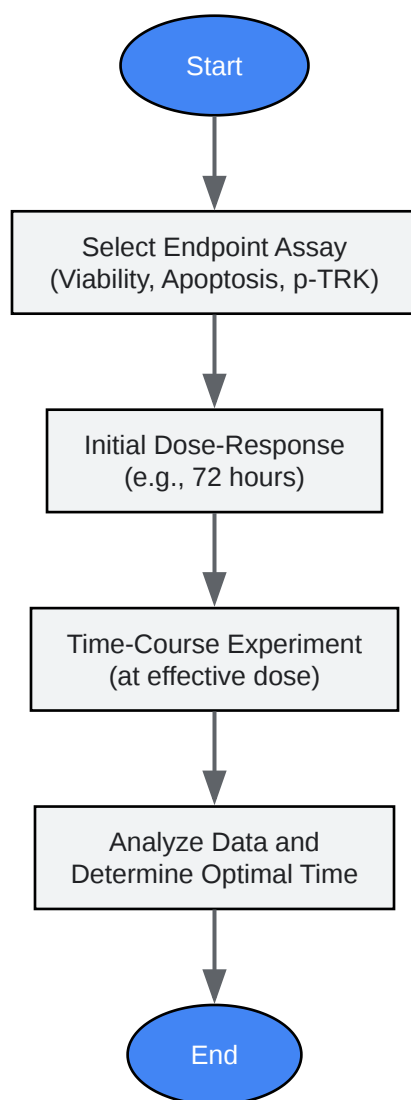 Start
Select Endpoint Assay
(Viability, Apoptosis, p-TRK)
Initial Dose-Response
(e.g., 72 hours)
Time-Course Experiment
(at effective dose)
Analyze Data and
Determine Optimal Time
End